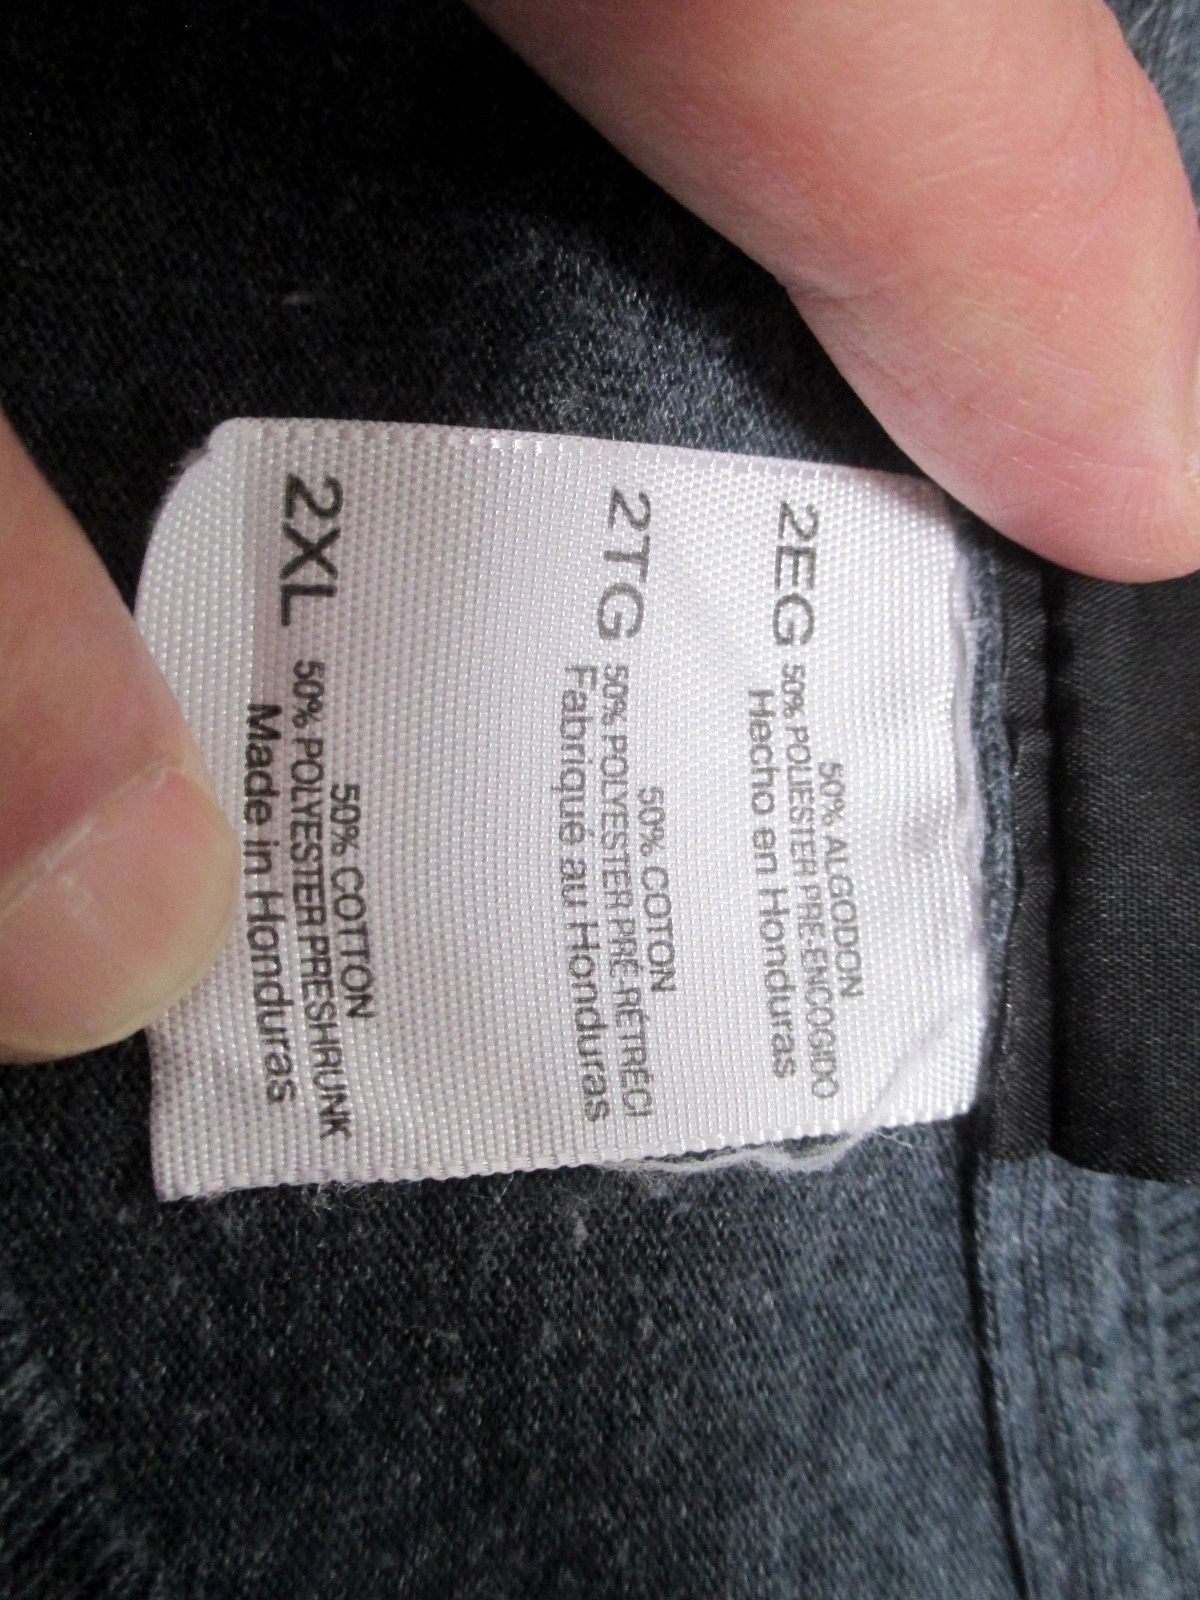 2EG
50% ALGODON
50% POLIESTER PRE-ENCOGIDO
Hecho en Honduras
2TG
50% COTON
50% POLYESTER PRÉ-RÉTRÉCI
Fabriqué au Honduras
2XL
50% COTTON
50% POLYESTER PRESHRUNK
Made in Honduras